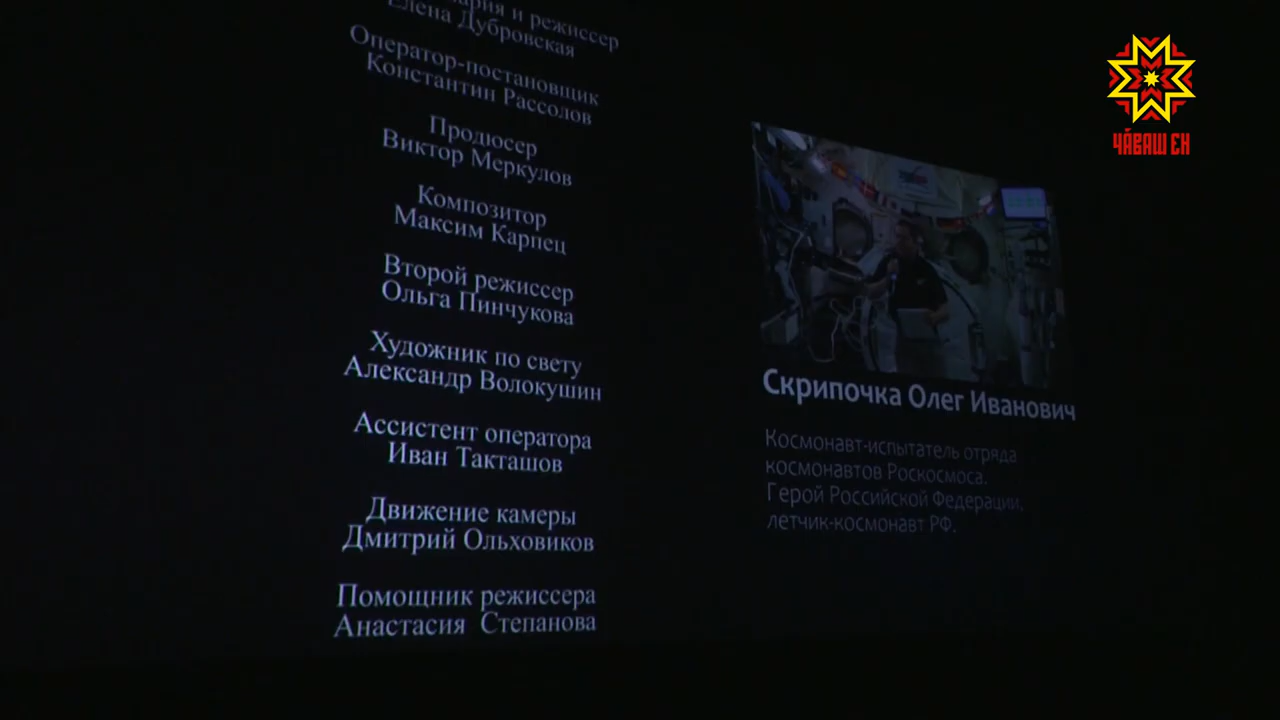 и режиссер
Елена Дубровская
Оператор-постановщик
Константин Рассолов
Продюсер
Виктор Меркулов
Композитор
Максим Карпец
Второй режиссер
Ольга Пинчукова
Художник по свету
Александр Волокушин
Ассистент оператора
Иван Такташов
Движение камеры
Дмитрий Ольховиков
Помощник режиссера
Анастасия Степанова
Скрипочка Олег Иванович
Космонавт-испытатель отряда
космонавтов Роскосмоса.
Герой Российской Федерации,
летчик-космонавт РФ.
ЧӐВАШ ЕН